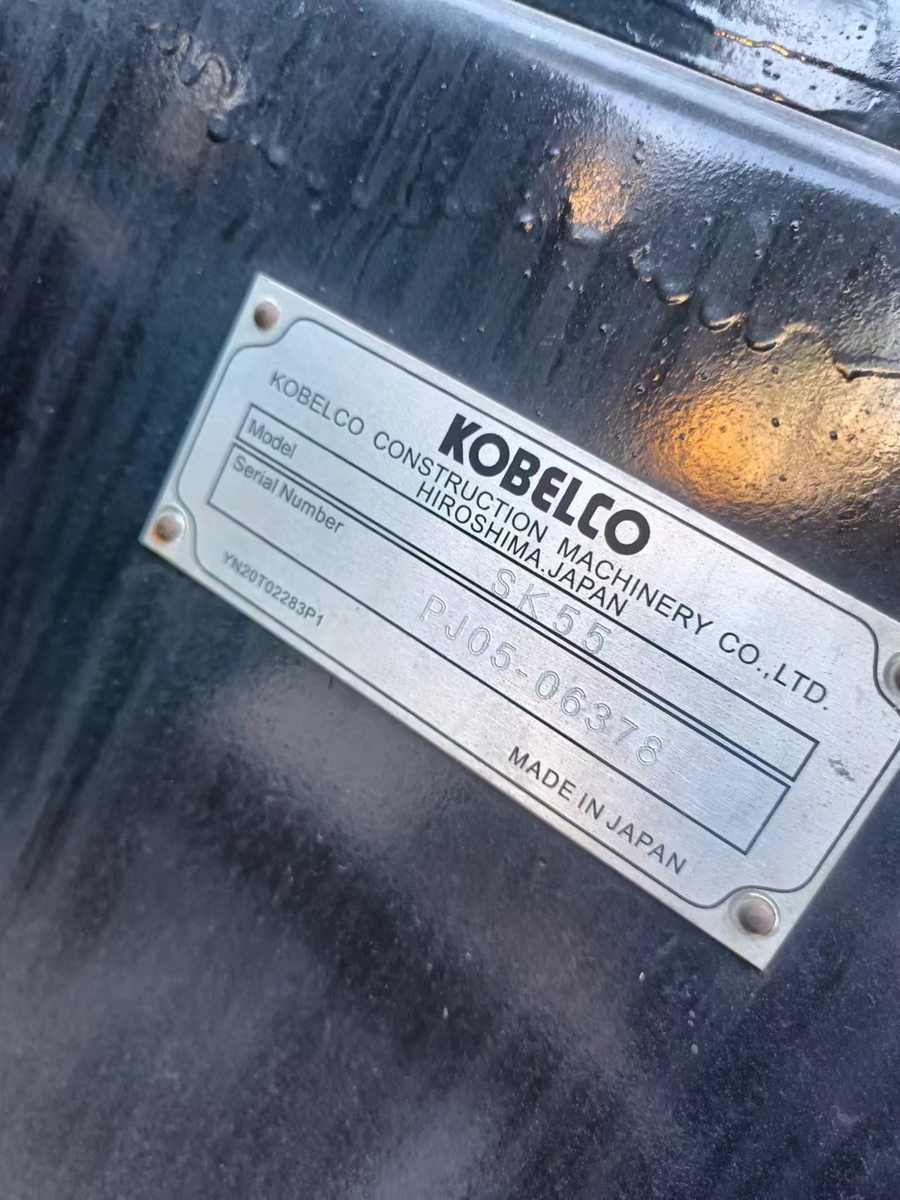 KOBELCO
KOBELCO CONSTRUCTION MACHINERY CO.,LTD.
HIROSHIMA.JAPAN
Model SK55
Serial Number PJ05-06378
YN20T02283P1
MADE IN JAPAN